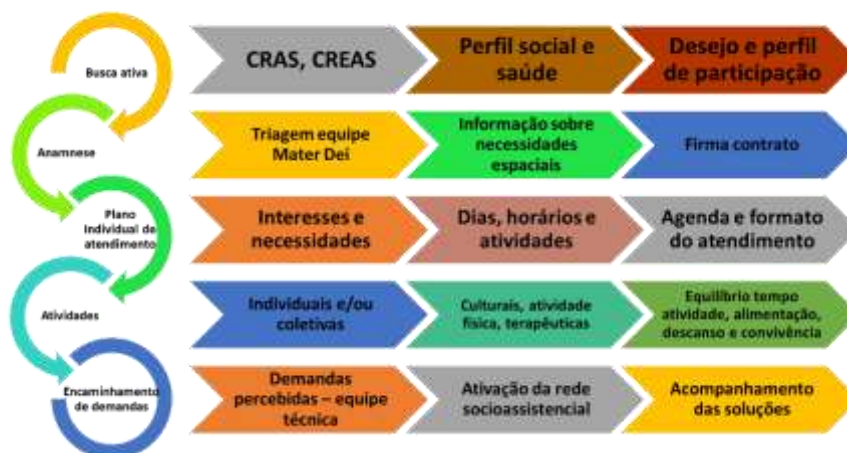 Busca ativa
CRAS, CREAS
Perfil social e
saúde
Desejo e perfil
de participação
Anamnese
Triagem equipe
Mater Dei
Informação sobre
necessidades
espaciais
Firma contrato
Plano
Individual de
atendimento
Interesses e
necessidades
Dias, horários e
atividades
Agenda e formato
do atendimento
Atividades
Individuais e/ou
coletivas
Culturais, atividade
física, terapêuticas
Equilíbrio tempo
atividade, alimentação,
descanso e convivência
Encaminhamento
de demandas
Demandas
percebidas – equipe
técnica
Ativação da rede
socioassistencial
Acompanhamento
das soluções